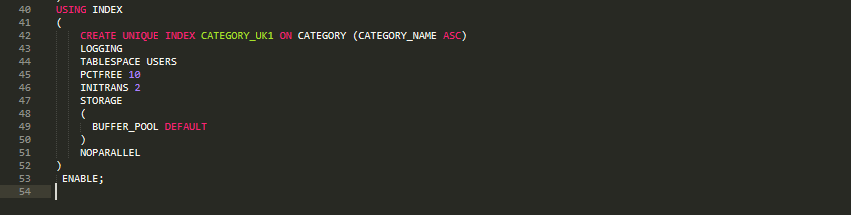 40 USING INDEX
41 (
42 CREATE UNIQUE INDEX CATEGORY_UK1 ON CATEGORY (CATEGORY_NAME ASC)
43 LOGGING
44 TABLESPACE USERS
45 PCTFREE 10
46 INITRANS 2
47 STORAGE
48 (
49 BUFFER_POOL DEFAULT
50 )
51 NOPARALLEL
52 )
53 ENABLE;
54